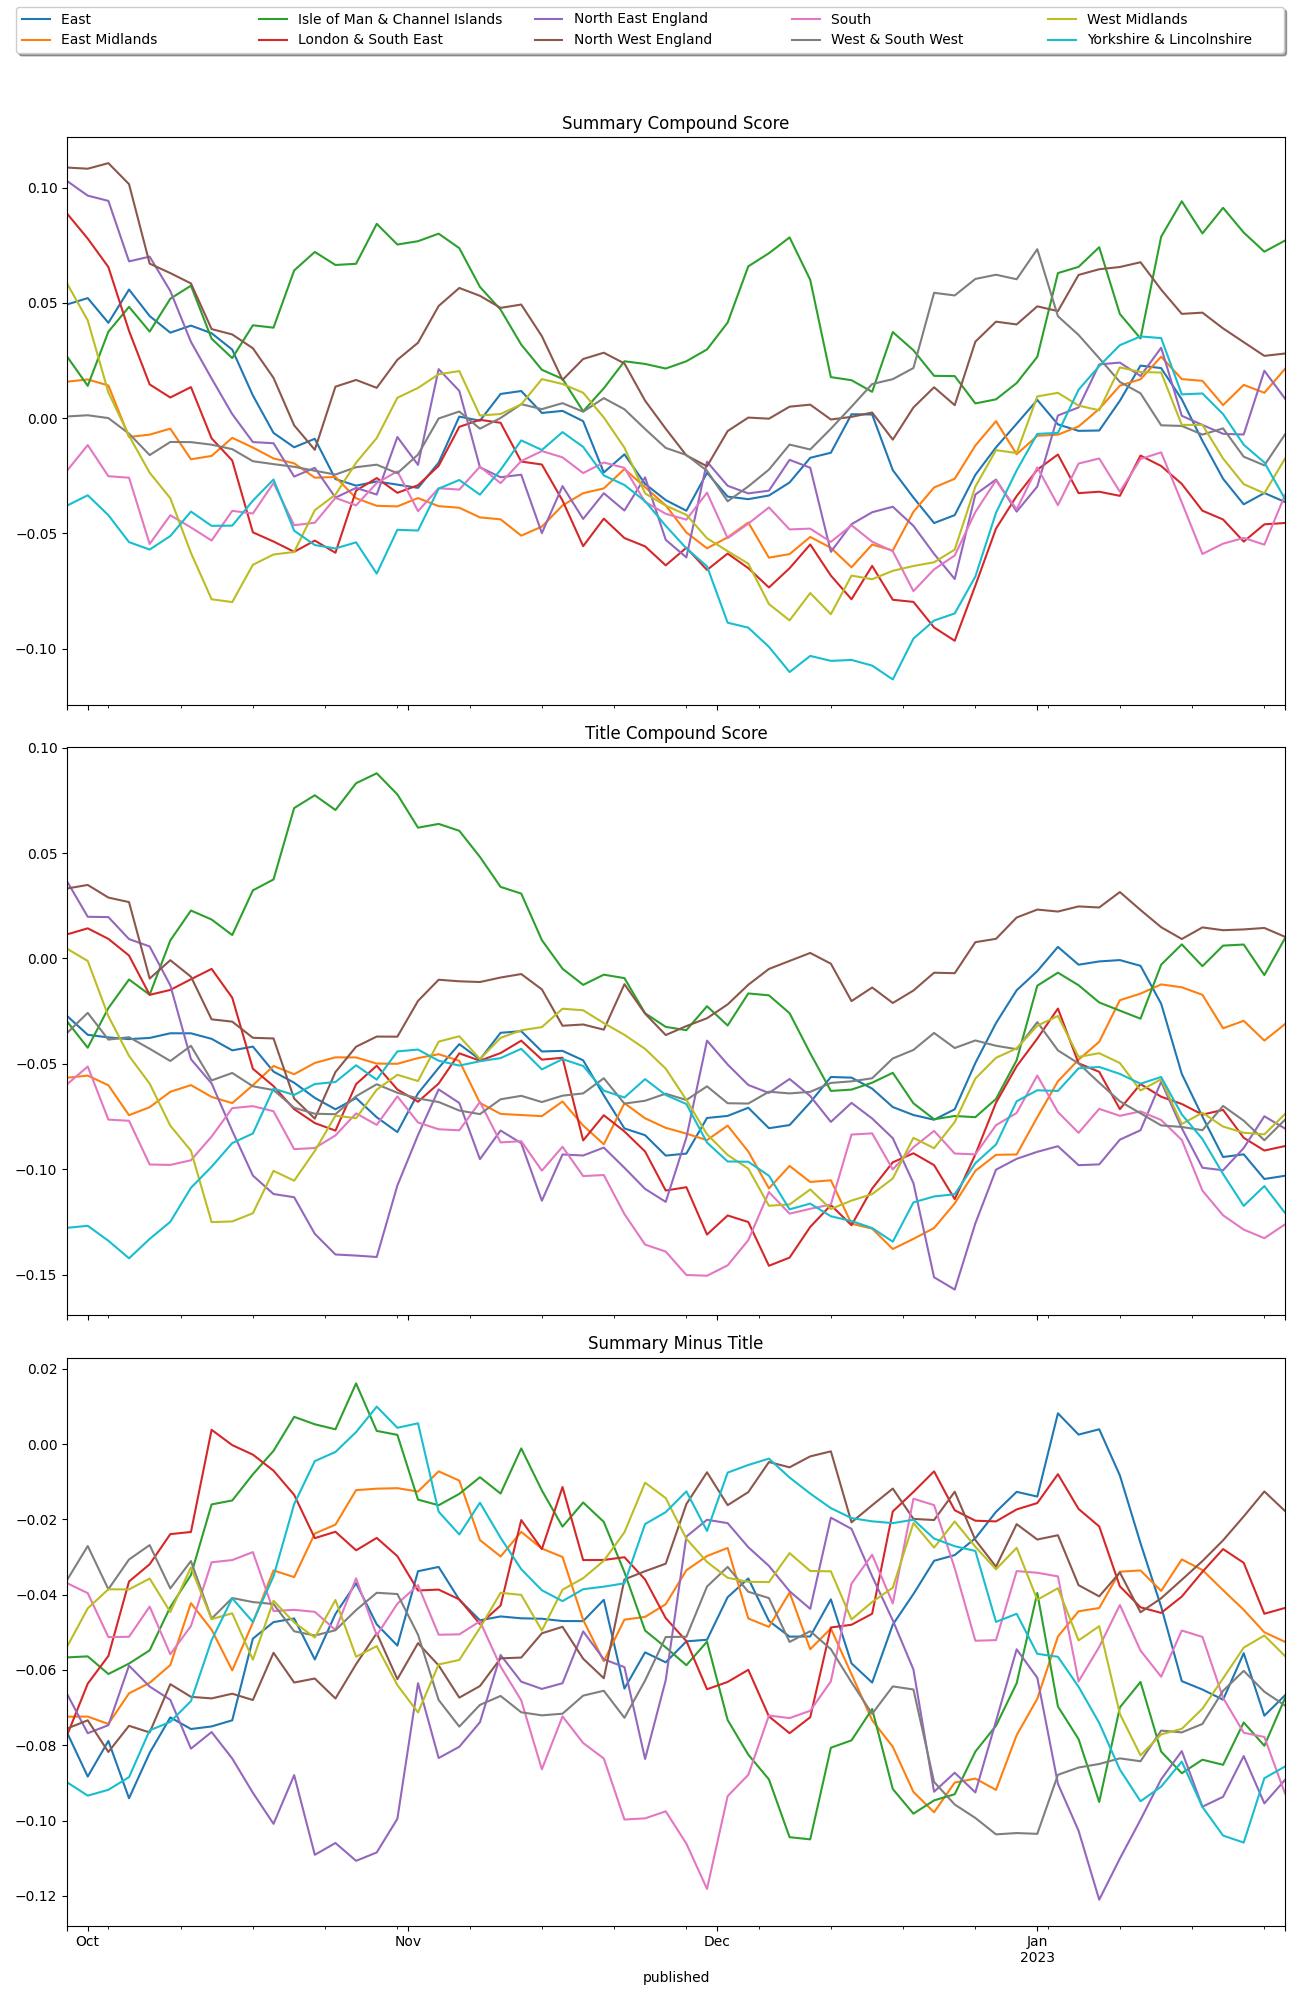 East Isle of Man & Channel Islands North East England South West Midlands
East Midlands London & South East North West England West & South West Yorkshire & Lincolnshire
Summary Compound Score
0.10
0.05
0.00
−0.05
−0.10
Title Compound Score
0.10
0.05
0.00
−0.05
−0.10
−0.15
Summary Minus Title
0.02
0.00
−0.02
−0.04
−0.06
−0.08
−0.10
−0.12
Oct Nov Dec Jan
2023
published